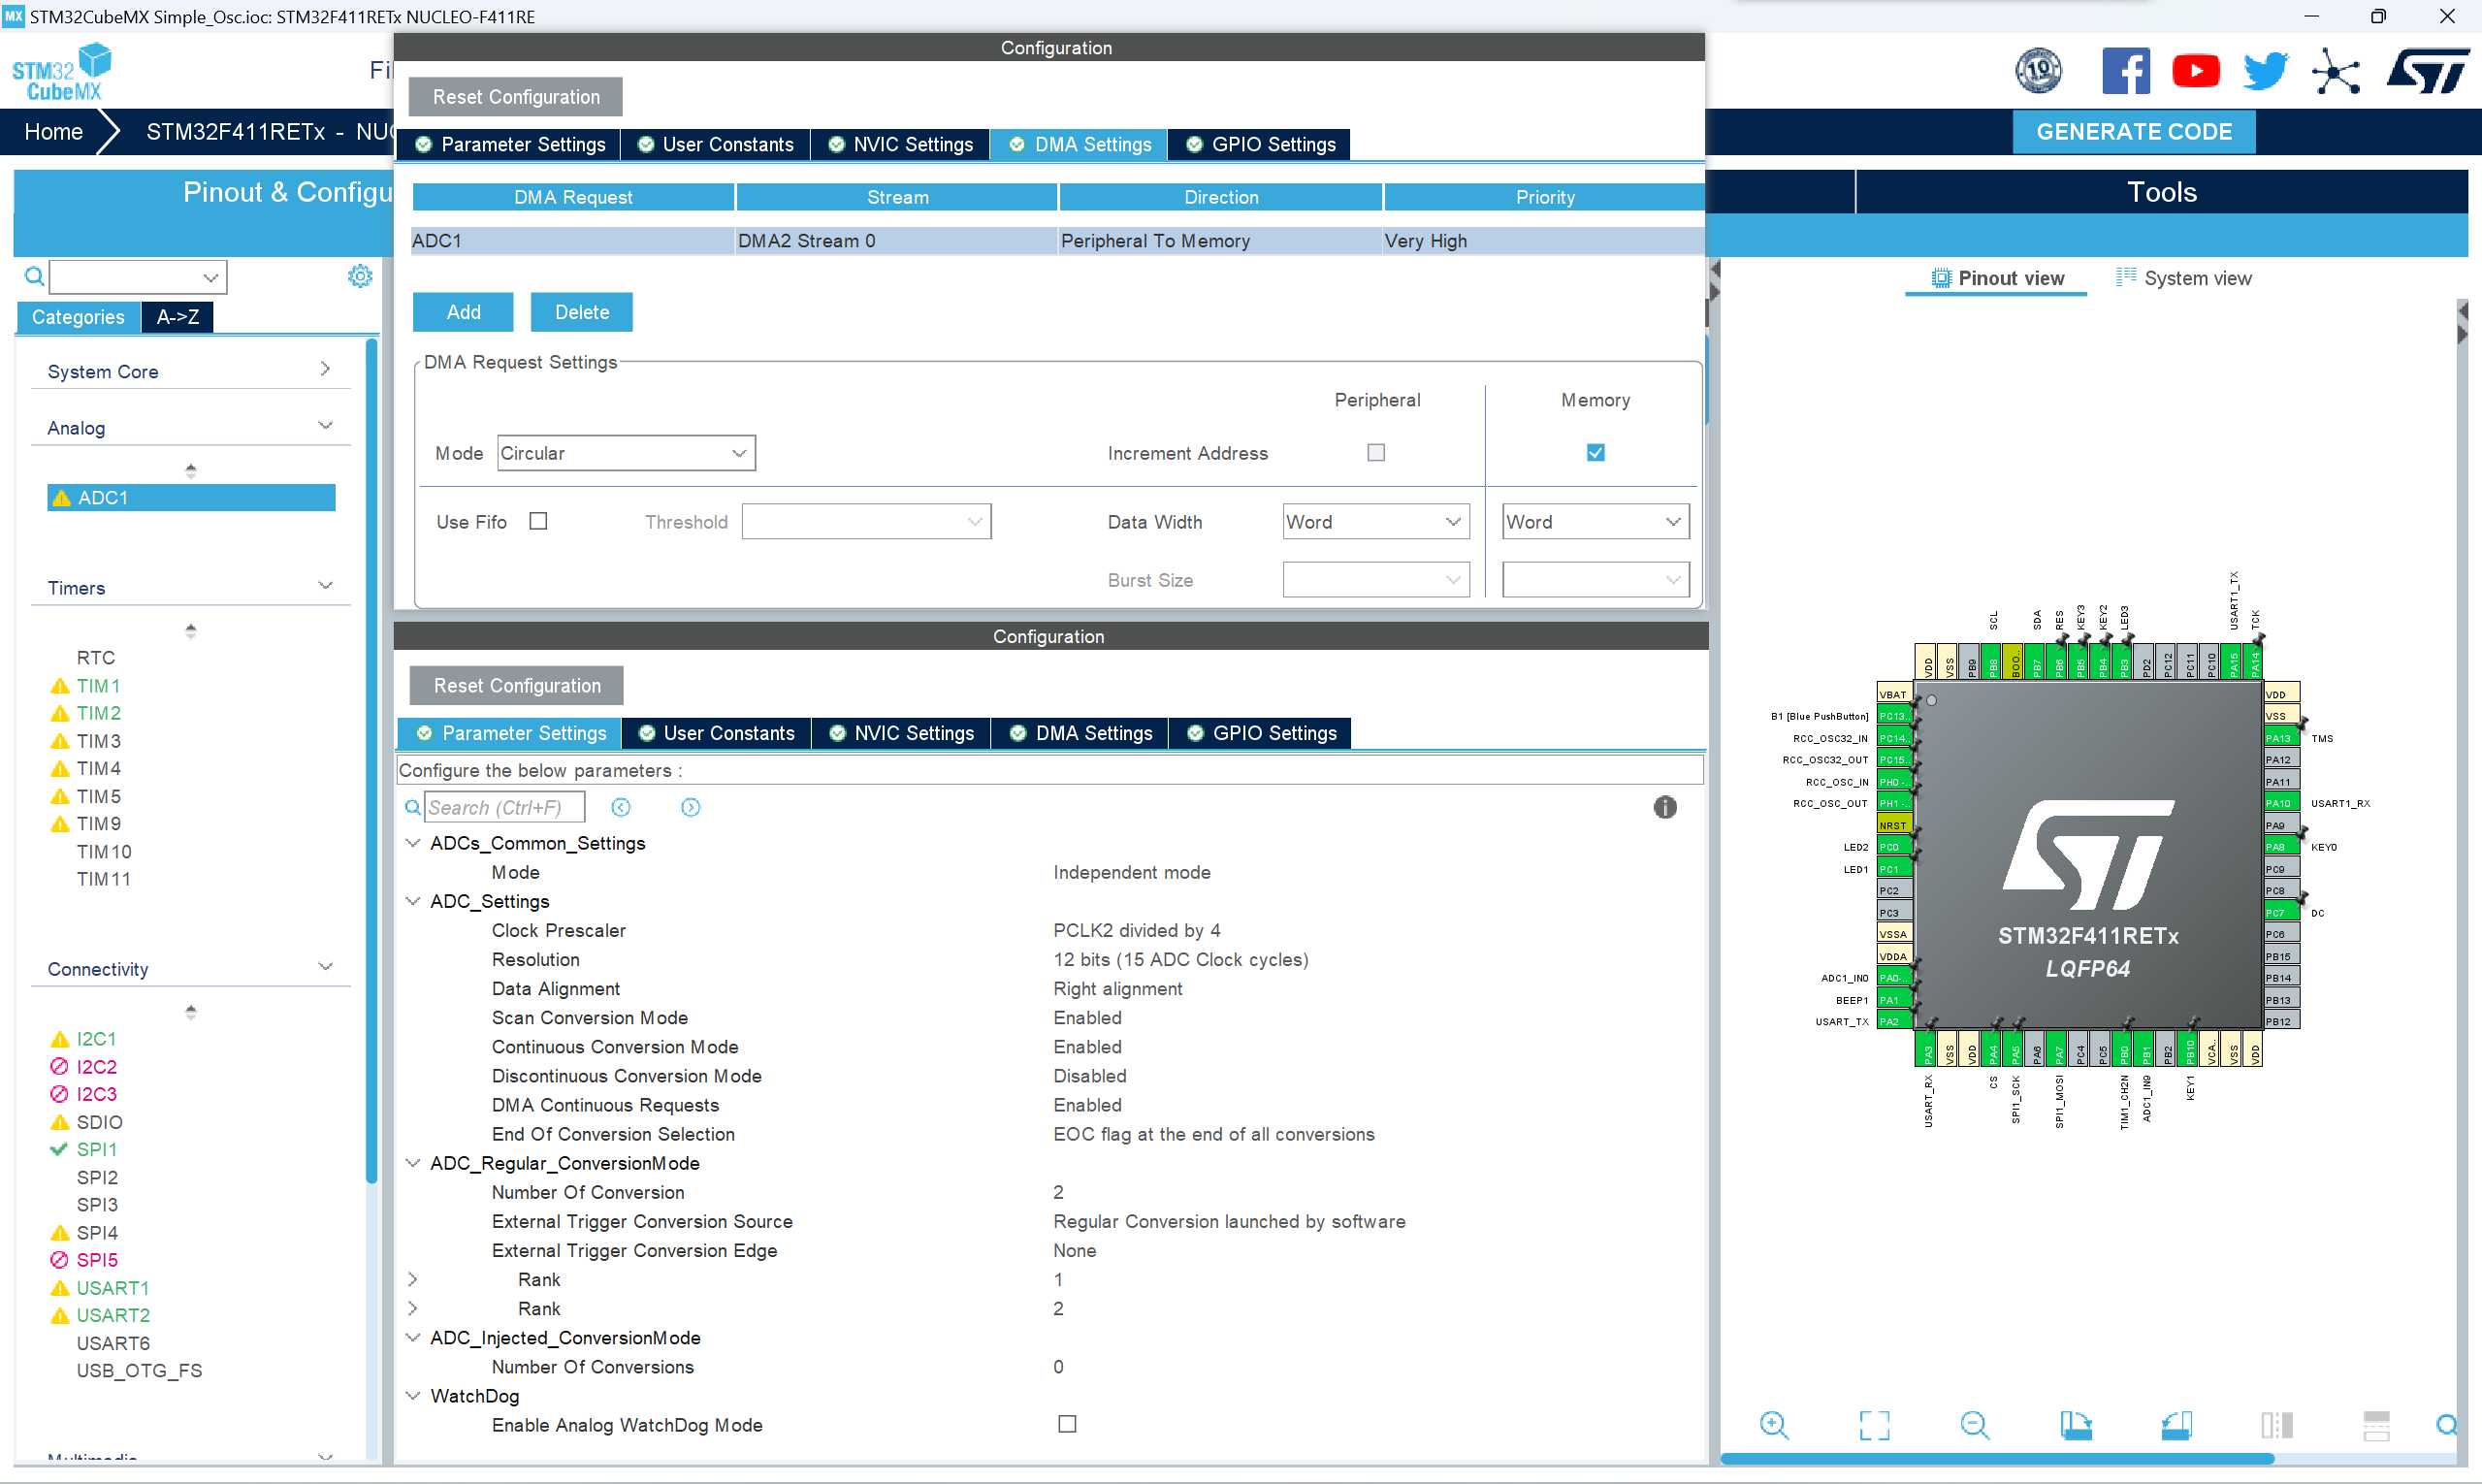 MX STM32CubeMX Simple_Osc.ioc: STM32F411RETx NUCLEO-F411RE
STM32
CubeMX
Fil
10
Home
STM32F411RETx - NUC
GENERATE CODE
Pinout & Configu
Tools
Categories
A->Z
System Core
Analog
ADC1
Timers
RTC
TIM1
TIM2
TIM3
TIM4
TIM5
TIM9
TIM10
TIM11
Connectivity
I2C1
I2C2
I2C3
SDIO
SPI1
SPI2
SPI3
SPI4
SPI5
USART1
USART2
USART6
USB_OTG_FS
Multimedia
Configuration
Reset Configuration
Parameter Settings
User Constants
NVIC Settings
DMA Settings
GPIO Settings
DMA Request
Stream
Direction
Priority
ADC1
DMA2 Stream 0
Peripheral To Memory
Very High
Add
Delete
DMA Request Settings
Peripheral
Memory
Mode
Circular
Increment Address
Use Fifo
Threshold
Data Width
Word
Word
Burst Size
Configuration
Reset Configuration
Parameter Settings
User Constants
NVIC Settings
DMA Settings
GPIO Settings
Configure the below parameters :
Search (Ctrl+F)
ADCs_Common_Settings
Mode
Independent mode
ADC_Settings
Clock Prescaler
PCLK2 divided by 4
Resolution
12 bits (15 ADC Clock cycles)
Data Alignment
Right alignment
Scan Conversion Mode
Enabled
Continuous Conversion Mode
Enabled
Discontinuous Conversion Mode
Disabled
DMA Continuous Requests
Enabled
End Of Conversion Selection
EOC flag at the end of all conversions
ADC_Regular_ConversionMode
Number Of Conversion
2
External Trigger Conversion Source
Regular Conversion launched by software
External Trigger Conversion Edge
None
Rank
1
Rank
2
ADC_Injected_ConversionMode
Number Of Conversions
0
WatchDog
Enable Analog WatchDog Mode
Pinout view
System view
SCL
SDA
RES
KEY3
KEY2
LED3
USART1_TX
TCK
VDD
VSS
PB9
PB8
BOO..
PB7
PB6
PB5
PB4
PB3
PD2
PC12
PC11
PC10
PA15
PA14
VBAT
B1 [Blue PushButton]
PC13..
RCC_OSC32_IN
PC14..
RCC_OSC32_OUT
PC15..
RCC_OSC_IN
PH0 -..
RCC_OSC_OUT
PH1 -..
NRST
LED2
PC0
LED1
PC1
PC2
PC3
VSSA
VDDA
ADC1_IN0
PA0-..
BEEP1
PA1
USART_TX
PA2
STM32F411RETx
LQFP64
VDD
VSS
PA13
TMS
PA12
PA11
PA10
USART1_RX
PA9
PA8
KEY0
PC9
PC8
PC7
DC
PC6
PB15
PB14
PB13
PB12
PA3
VSS
VDD
PA4
PA5
PA6
PA7
PC4
PC5
PB0
PB1
PB2
PB10
VCA..
VSS
VDD
USART_RX
CS
SPI1_SCK
SPI1_MOSI
TIM1_CH2N
ADC1_IN9
KEY1